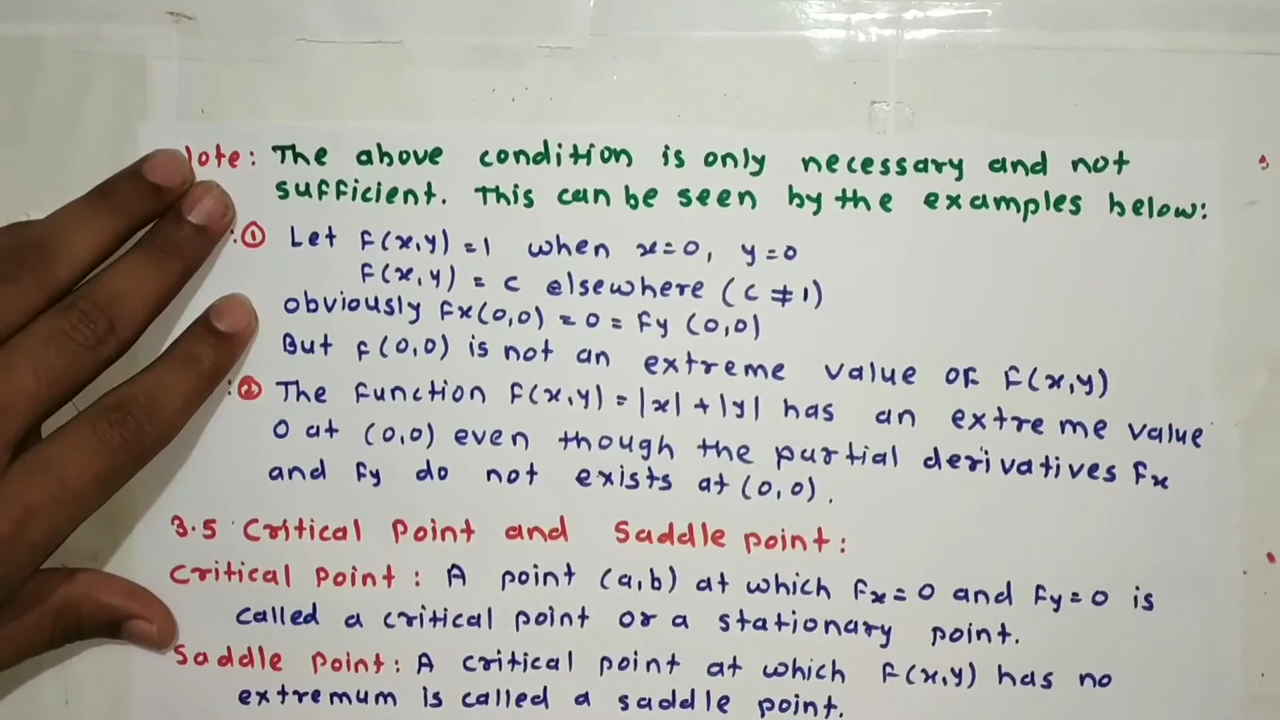 Note: The above condition is only necessary and not
sufficient. This can be seen by the examples below:
① Let f(x,y) = 1 when x=0, y=0
f(x,y) = c elsewhere (c ≠ 1)
obviously fx(0,0) = 0 = fy (0,0)
But f(0,0) is not an extreme value of f(x,y)
② The function f(x,y) = |x| + |y| has an extreme value
0 at (0,0) even though the partial derivatives fx
and fy do not exists at (0,0).
3.5 Critical point and Saddle point:
Critical point: A point (a,b) at which fx=0 and fy=0 is
called a critical point or a stationary point.
Saddle point: A critical point at which f(x,y) has no
extremum is called a saddle point.